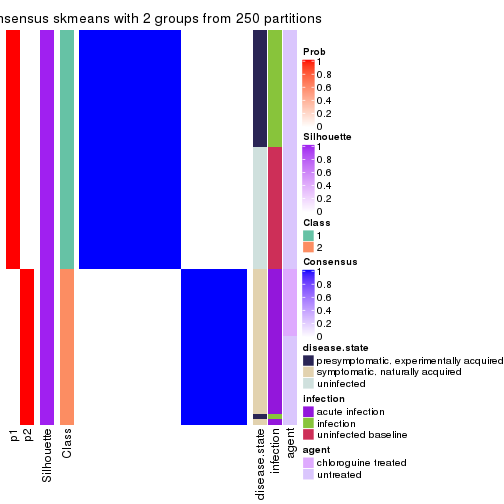 nsensus skmeans with 2 groups from 250 partitions
Prob
1
0.8
0.6
0.4
0.2
0
Silhouette
1
0.8
0.6
0.4
0.2
0
Class
1
2
Consensus
1
0.8
0.6
0.4
0.2
0
disease.state
presymptomatic. experimentally acquired
symptomatic. naturally acquired
uninfected
infection
acute infection
infection
uninfected baseline
agent
chloroguine treated
untreated
p1
p2
Silhouette
Class
disease.state
infection
agent